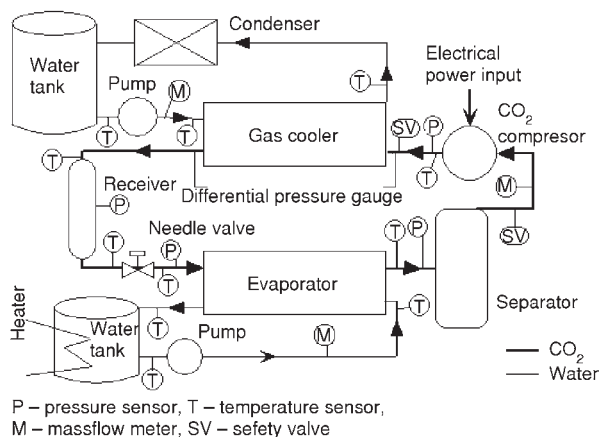 Condenser
Water
tank
Pump
M
T
T
T
Electrical
power input
Gas cooler
SV
P
T
CO2
compresor
T
Receiver
P
Differential pressure gauge
M
SV
Needle valve
T
P
T
Evaporator
T
P
Separator
Heater
Water
tank
T
Pump
T
M
T
CO2
Water
P – pressure sensor, T – temperature sensor,
M – massflow meter, SV – sefety valve